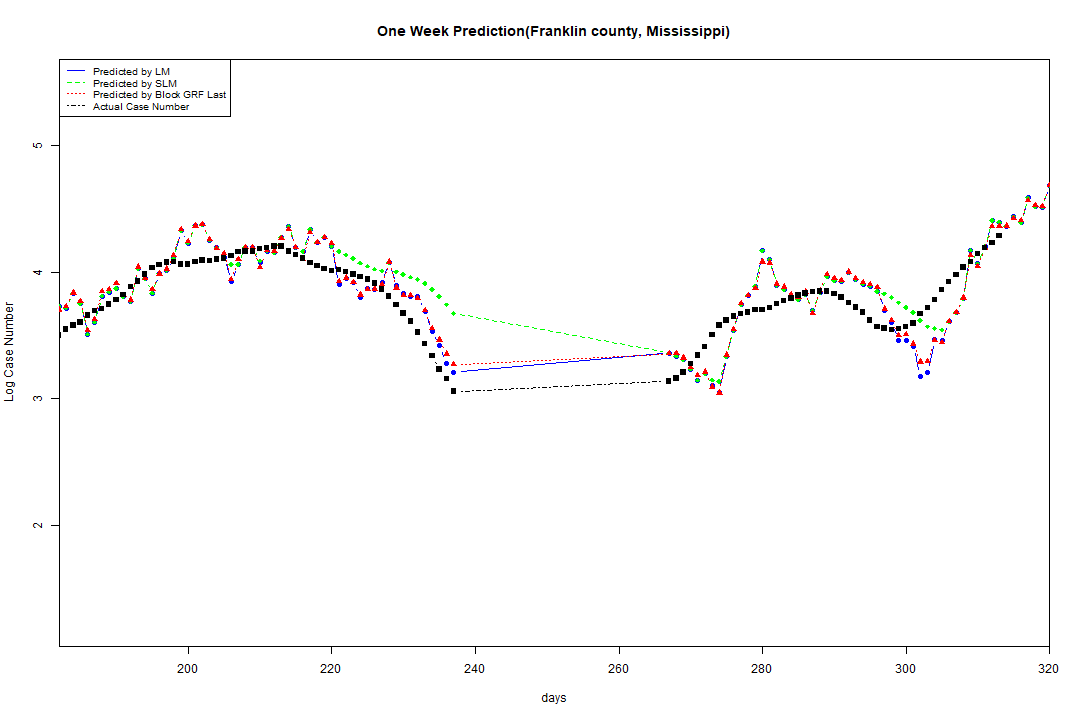 One Week Prediction(Franklin county, Mississippi)
Predicted by LM
Predicted by SLM
Predicted by Block GRF Last
Actual Case Number
5
4
3
2
Log Case Number
200 220 240 260 280 300 320
days